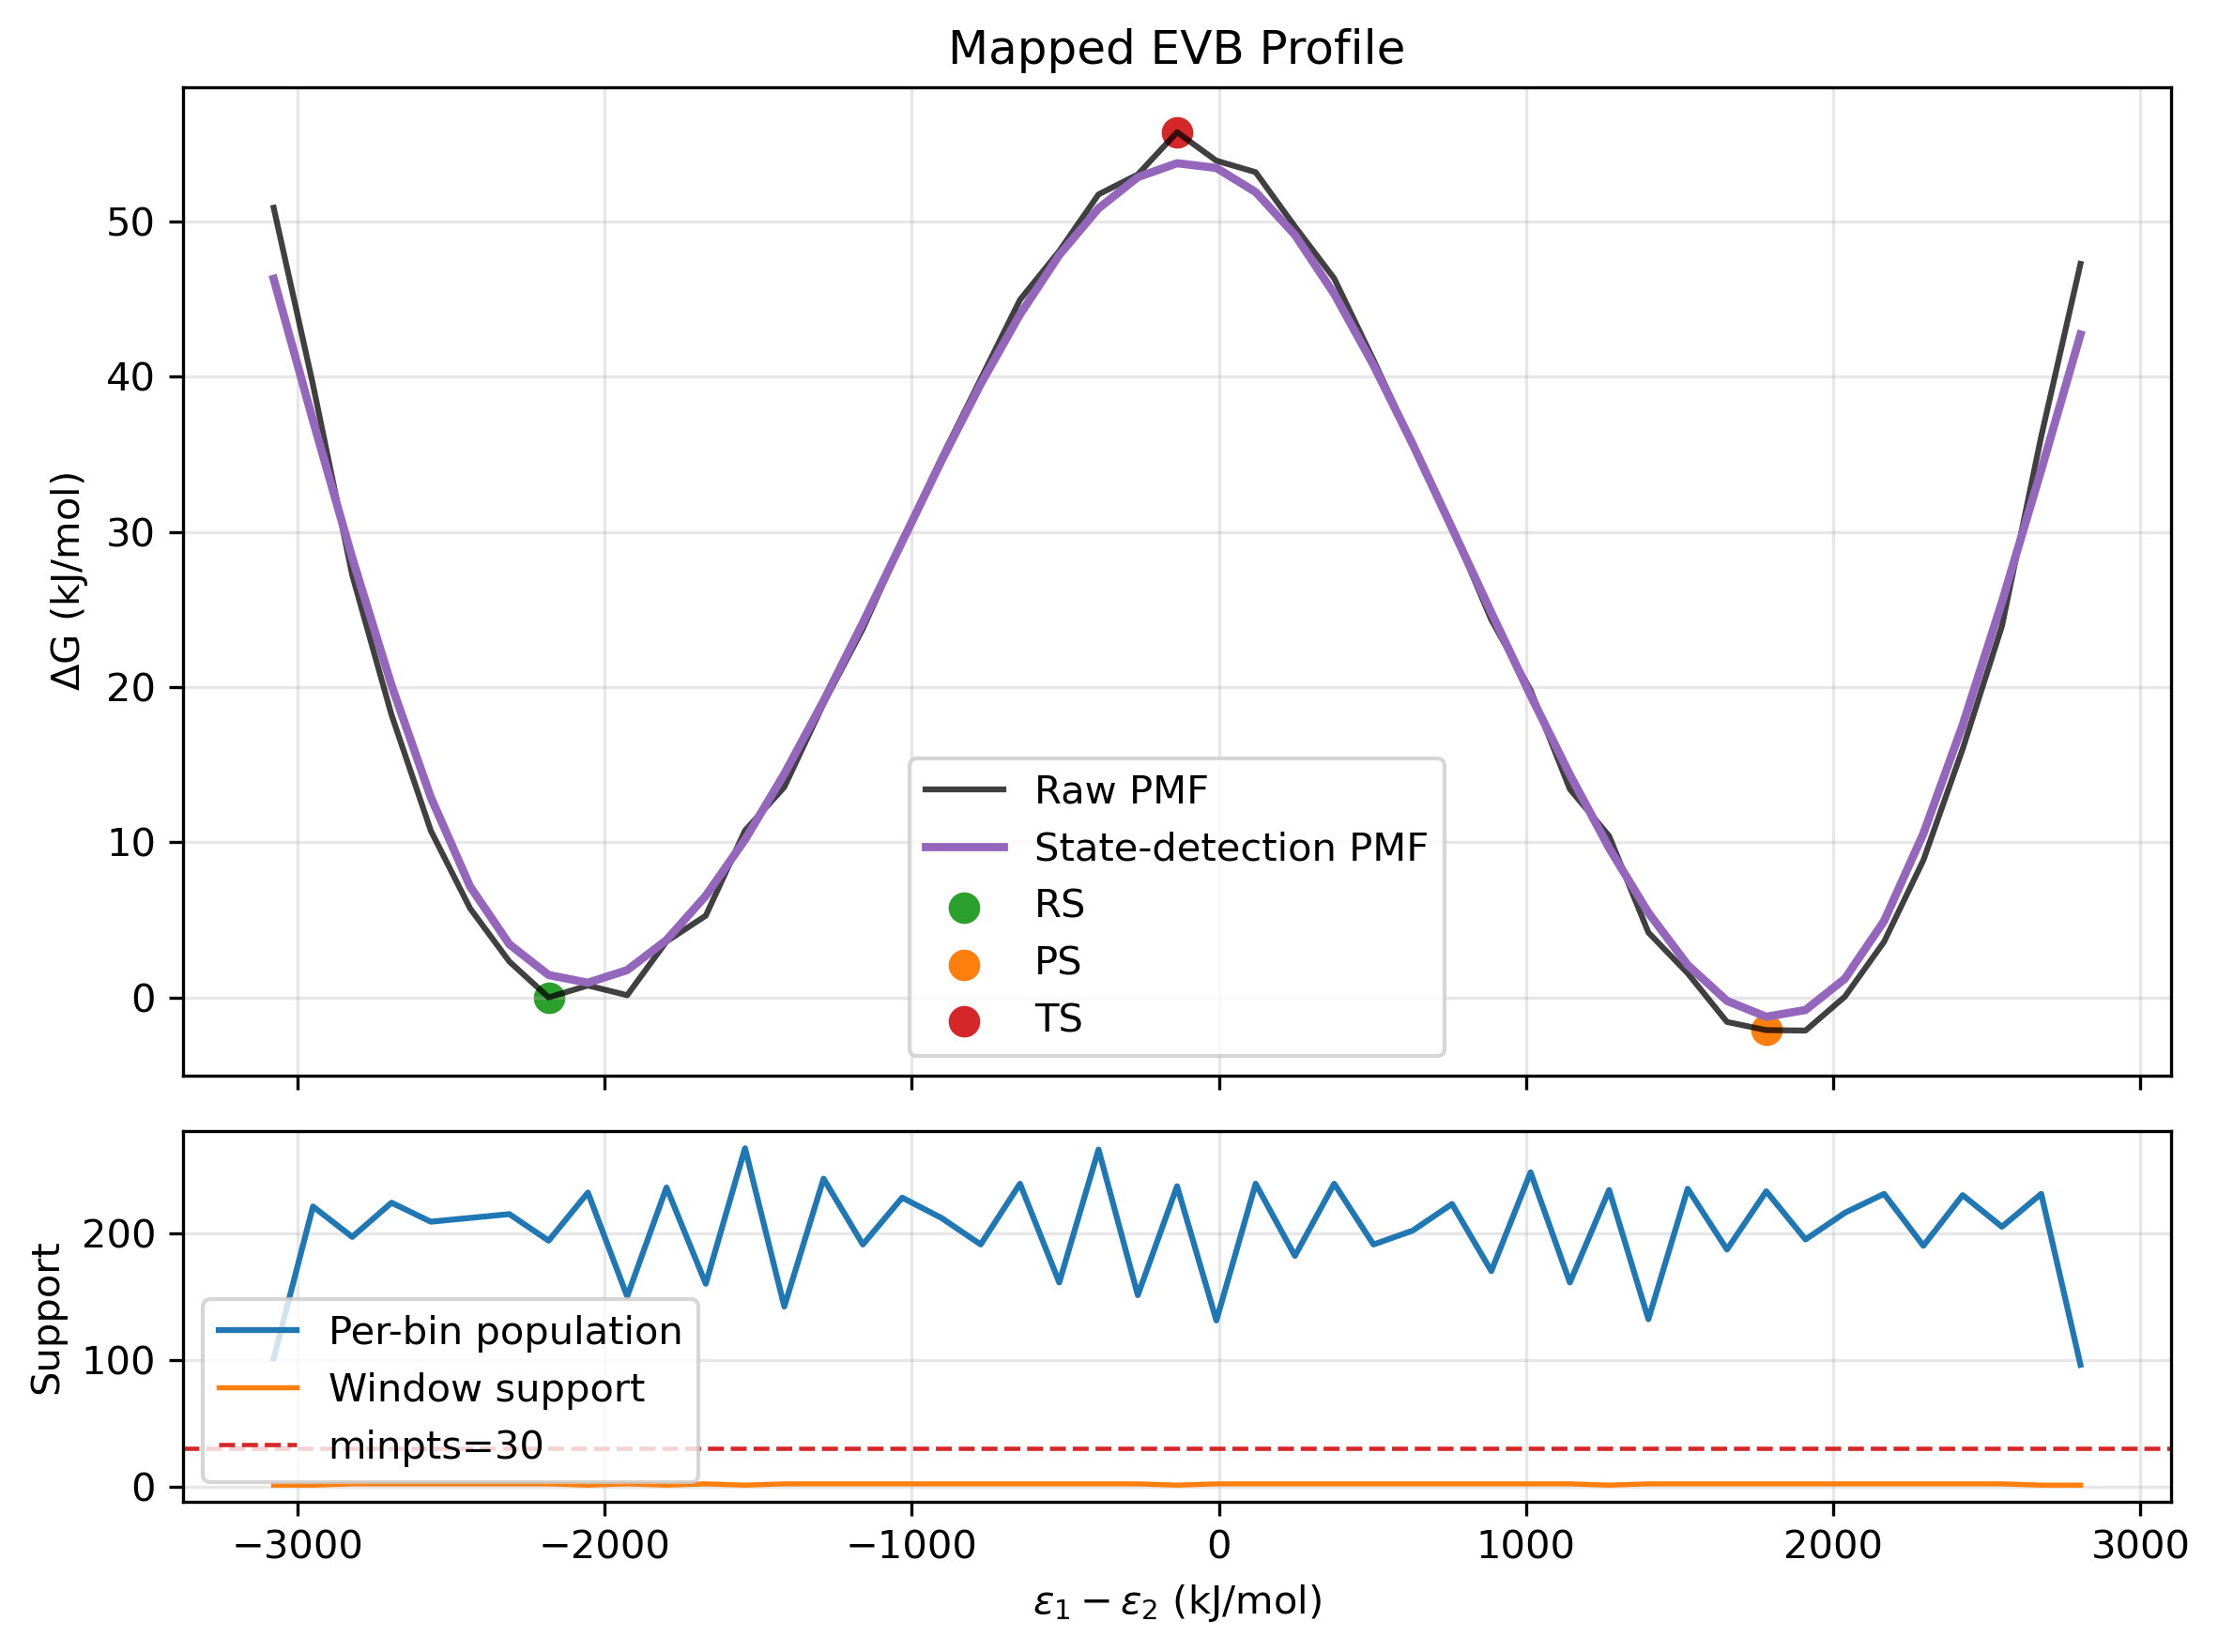 Mapped EVB Profile
ΔG (kJ/mol)
50
40
30
20
10
0
Raw PMF
State-detection PMF
RS
PS
TS
Support
200
100
0
Per-bin population
Window support
minpts=30
−3000
−2000
−1000
0
1000
2000
3000
ε₁ − ε₂ (kJ/mol)